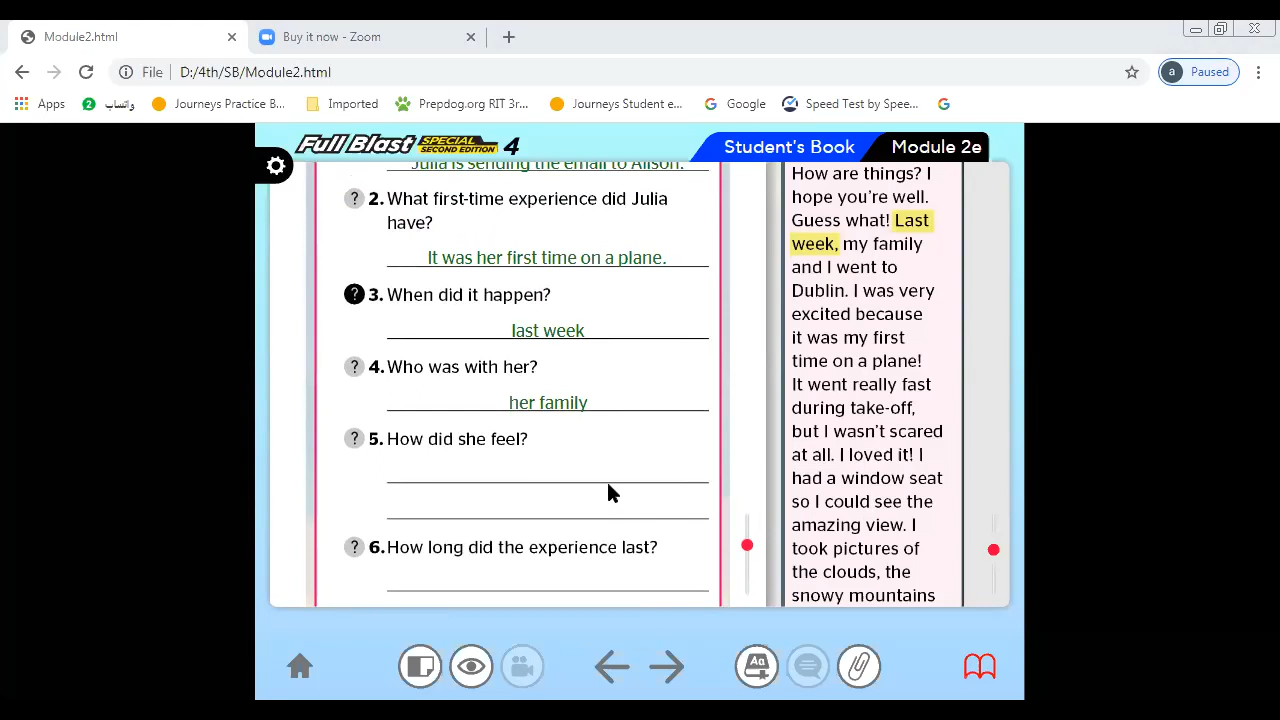 Module2.html
Buy it now - Zoom
File
D:/4th/SB/Module2.html
a Paused
Apps
2 واتساب
Journeys Practice B...
Imported
Prepdog.org RIT 3r...
Journeys Student e...
Google
Speed Test by Spee...
Full Blast SPECIAL SECOND EDITION 4
Student's Book
Module 2e
Julia is sending the email to Alison.
? 2. What first-time experience did Julia
have?
It was her first time on a plane.
? 3. When did it happen?
last week
? 4. Who was with her?
her family
? 5. How did she feel?
? 6. How long did the experience last?
How are things? I
hope you're well.
Guess what! Last
week, my family
and I went to
Dublin. I was very
excited because
it was my first
time on a plane!
It went really fast
during take-off,
but I wasn't scared
at all. I loved it! I
had a window seat
so I could see the
amazing view. I
took pictures of
the clouds, the
snowy mountains
Aa